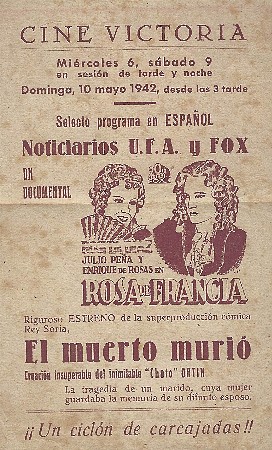 CINE VICTORIA
Miércoles 6, sábado 9
en sesión de tarde y noche
Domingo, 10 mayo 1942, desde las 3 tarde
Selecto programa en ESPAÑOL
Noticiarios U.F.A. y FOX
UN
DOCUMENTAL
JULIO PEÑA Y
ENRIQUE DE ROSAS EN
ROSA DE FRANCIA
Riguroso ESTRENO de la superproducción cómica
Rey Soria,
El muerto murió
Creación insuperable del inimitable "Chato" ORTIN
La tragedia de un marido, cuya mujer
guardaba la memoria de su difunto esposo.
¡¡Un ciclón de carcajadas!!